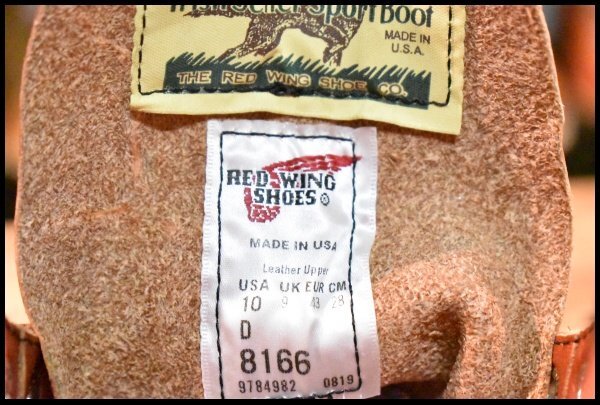 Irish Setter Sport Boot
MADE IN
U.S.A.
THE RED WING SHOE CO.
RED WING
SHOES®
MADE IN USA
Leather Upper
USA UK EUR CM
10 9 43 28
D
8166
9784982 0819